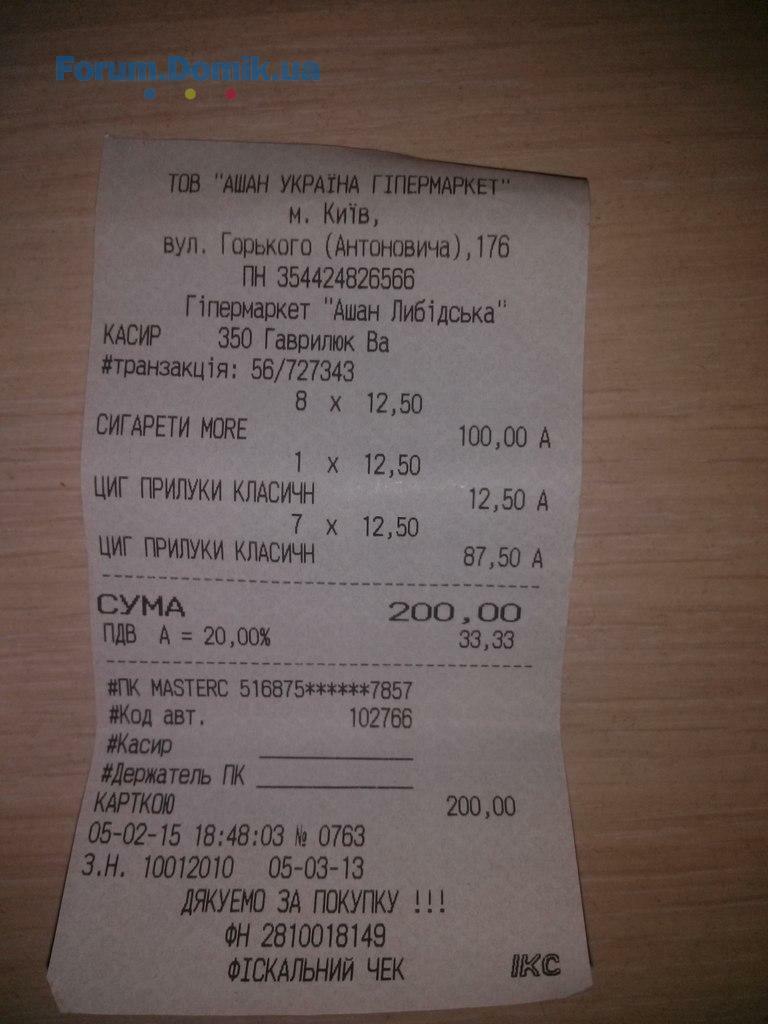 Forum.Domik.ua
ТОВ "АШАН УКРАЇНА ГІПЕРМАРКЕТ"
м. Київ,
вул. Горького (Антоновича),176
ПН 354424826566
Гіпермаркет "Ашан Либідська"
КАСИР 350 Гаврилюк Ва
#транзакція: 56/727343
8 x 12,50
СИГАРЕТИ MORE 100,00 А
1 x 12,50
ЦИГ ПРИЛУКИ КЛАСИЧН 12,50 А
7 x 12,50
ЦИГ ПРИЛУКИ КЛАСИЧН 87,50 А
СУМА 200,00
ПДВ А = 20,00% 33,33
#ПК MASTERC 516875******7857
#Код авт. 102766
#Касир
#Держатель ПК
КАРТКОЮ 200,00
05-02-15 18:48:03 № 0763
З.Н. 10012010 05-03-13
ДЯКУЕМО ЗА ПОКУПКУ !!!
ФН 2810018149
ФІСКАЛЬНИЙ ЧЕК ІКС